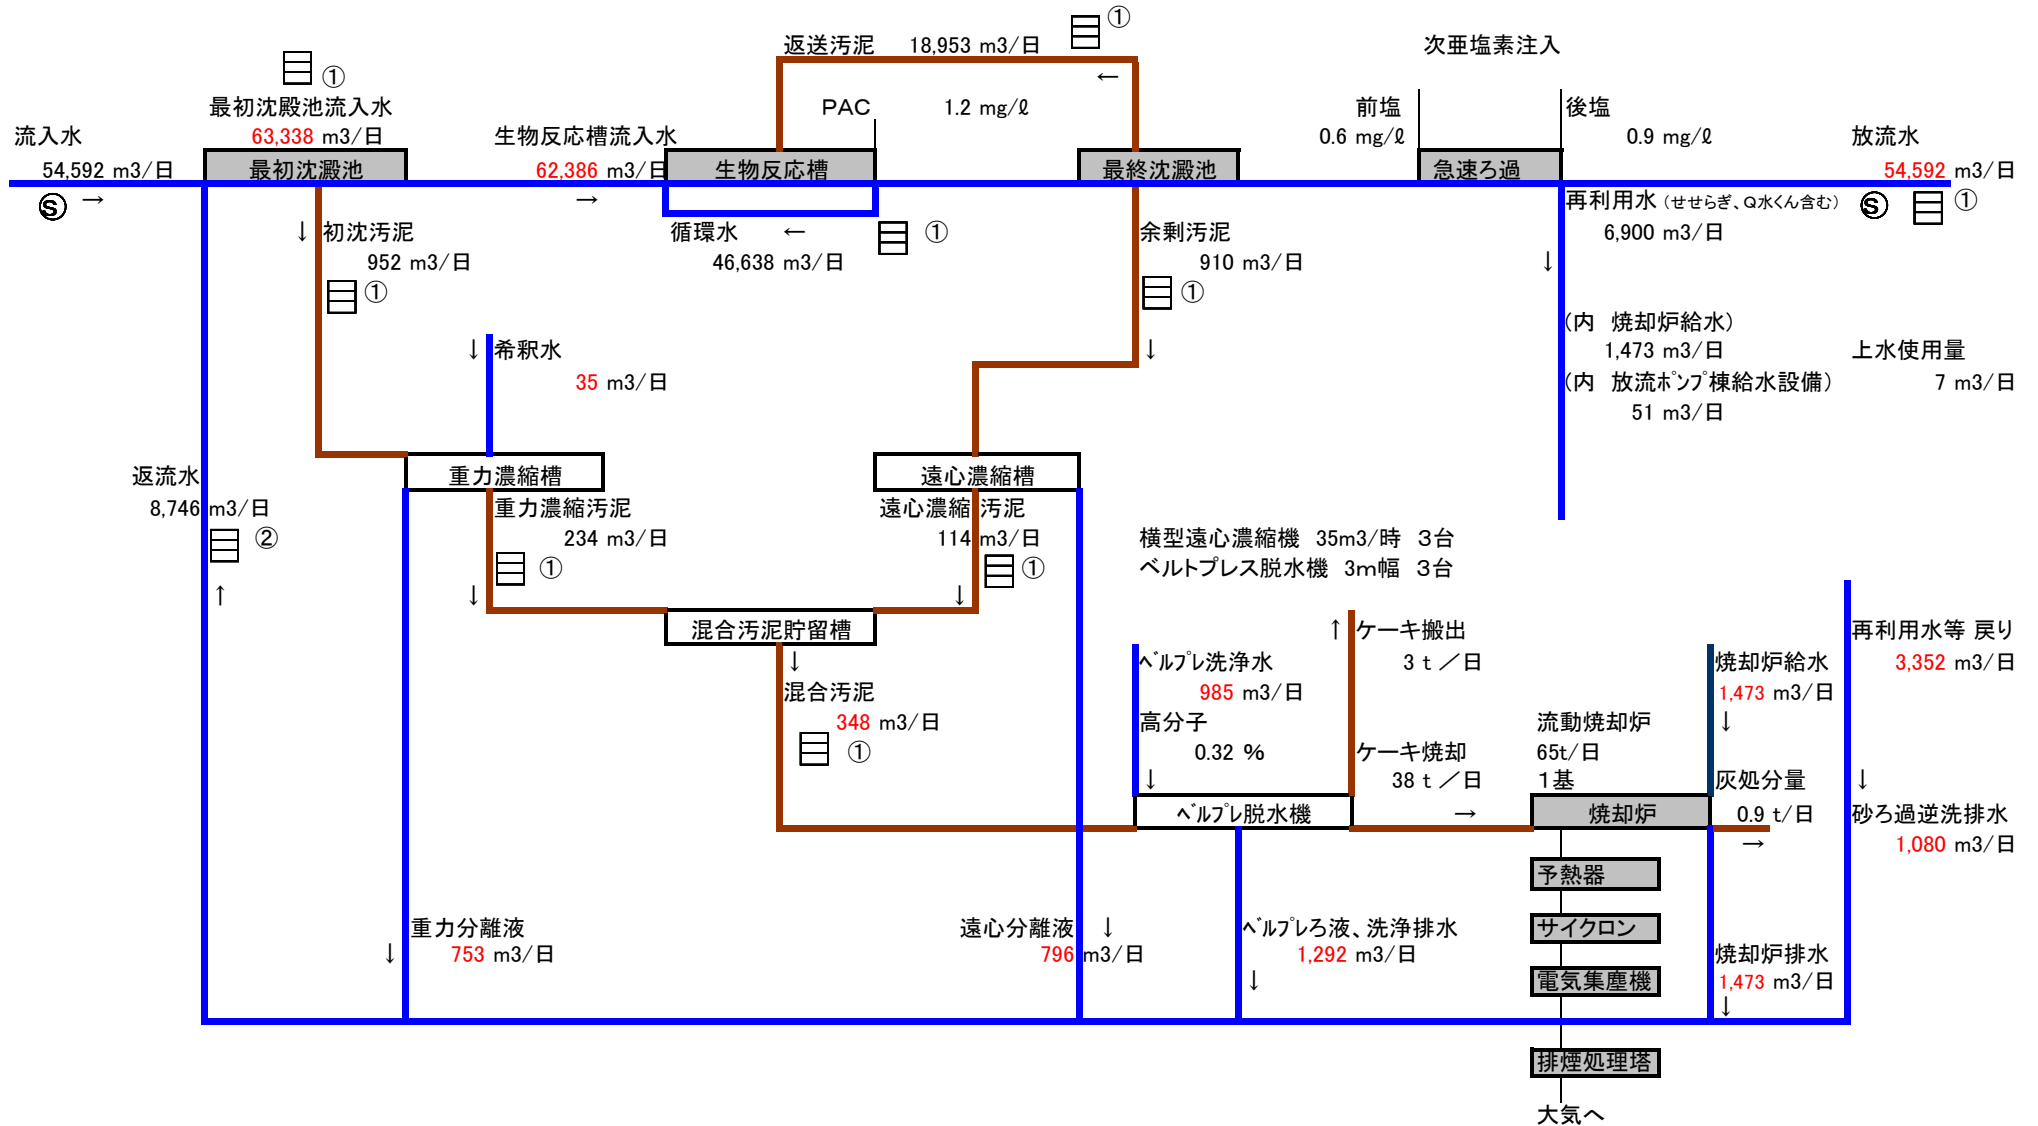 返送汚泥 18,953 m3/日
①
次亜塩素注入
①
最初沈殿池流入水
63,338 m3/日
PAC 1.2 mg/ℓ
前塩
0.6 mg/ℓ
後塩
0.9 mg/ℓ
流入水
54,592 m3/日
生物反応槽流入水
62,386 m3/日
放流水
54,592 m3/日
最初沈澱池
生物反応槽
最終沈澱池
急速ろ過
Ⓢ →
→
←
再利用水（せせらぎ、Q水くん含む）
6,900 m3/日
Ⓢ ①
↓ 初沈汚泥
952 m3/日
①
循環水 ←
46,638 m3/日
①
余剰汚泥
910 m3/日
①
↓
↓
(内 焼却炉給水)
1,473 m3/日
(内 放流ﾎﾟﾝﾌﾟ棟給水設備)
51 m3/日
上水使用量
7 m3/日
↓ 希釈水
35 m3/日
重力濃縮槽
遠心濃縮槽
返流水
8,746 m3/日
②
↑
重力濃縮汚泥
234 m3/日
①
↓
遠心濃縮汚泥
114 m3/日
①
↓
横型遠心濃縮機 35m3/時 3台
ベルトプレス脱水機 3m幅 3台
混合汚泥貯留槽
↓
混合汚泥
348 m3/日
①
ﾍﾞﾙﾌﾟﾚ洗浄水
985 m3/日
高分子
0.32 %
↓
↑ ケーキ搬出
3 t ／日
ケーキ焼却
38 t ／日
流動焼却炉
65t/日
1基
焼却炉給水
1,473 m3/日
↓
再利用水等 戻り
3,352 m3/日
↓
灰処分量
0.9 t/日
→
ﾍﾞﾙﾌﾟﾚ脱水機
→
焼却炉
砂ろ過逆洗排水
1,080 m3/日
予熱器
サイクロン
電気集塵機
排煙処理塔
大気へ
重力分離液
↓ 753 m3/日
遠心分離液 ↓
796 m3/日
ﾍﾞﾙﾌﾟﾚろ液、洗浄排水
1,292 m3/日
↓
焼却炉排水
1,473 m3/日
↓